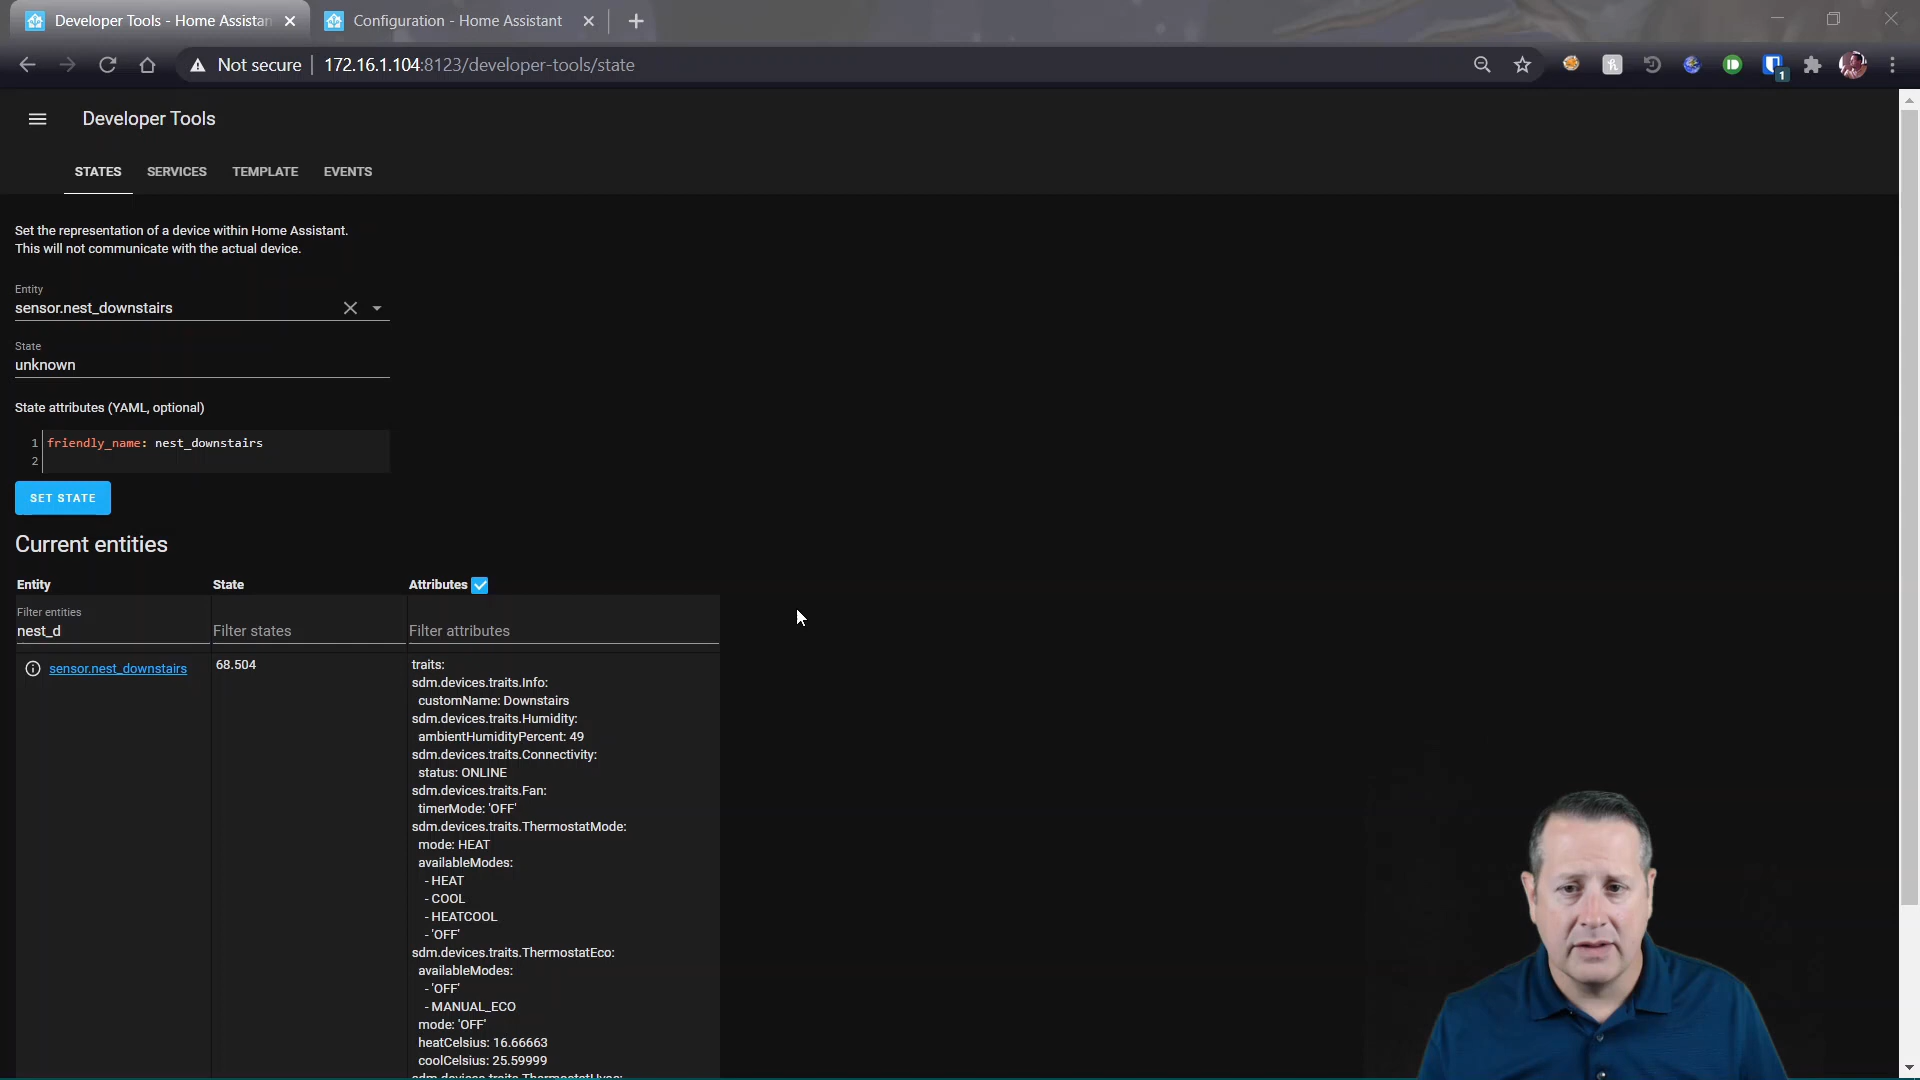 Developer Tools - Home Assistan
Configuration - Home Assistant
Not secure
172.16.1.104:8123/developer-tools/state
1
Developer Tools
STATES
SERVICES
TEMPLATE
EVENTS
Set the representation of a device within Home Assistant.
This will not communicate with the actual device.
Entity
sensor.nest_downstairs
State
unknown
State attributes (YAML, optional)
1 friendly_name: nest_downstairs
2
SET STATE
Current entities
Entity State Attributes
Filter entities
nest_d Filter states Filter attributes
sensor.nest_downstairs 68.504 traits:
sdm.devices.traits.Info:
customName: Downstairs
sdm.devices.traits.Humidity:
ambientHumidityPercent: 49
sdm.devices.traits.Connectivity:
status: ONLINE
sdm.devices.traits.Fan:
timerMode: 'OFF'
sdm.devices.traits.ThermostatMode:
mode: HEAT
availableModes:
- HEAT
- COOL
- HEATCOOL
- 'OFF'
sdm.devices.traits.ThermostatEco:
availableModes:
- 'OFF'
- MANUAL_ECO
mode: 'OFF'
heatCelsius: 16.66663
coolCelsius: 25.59999